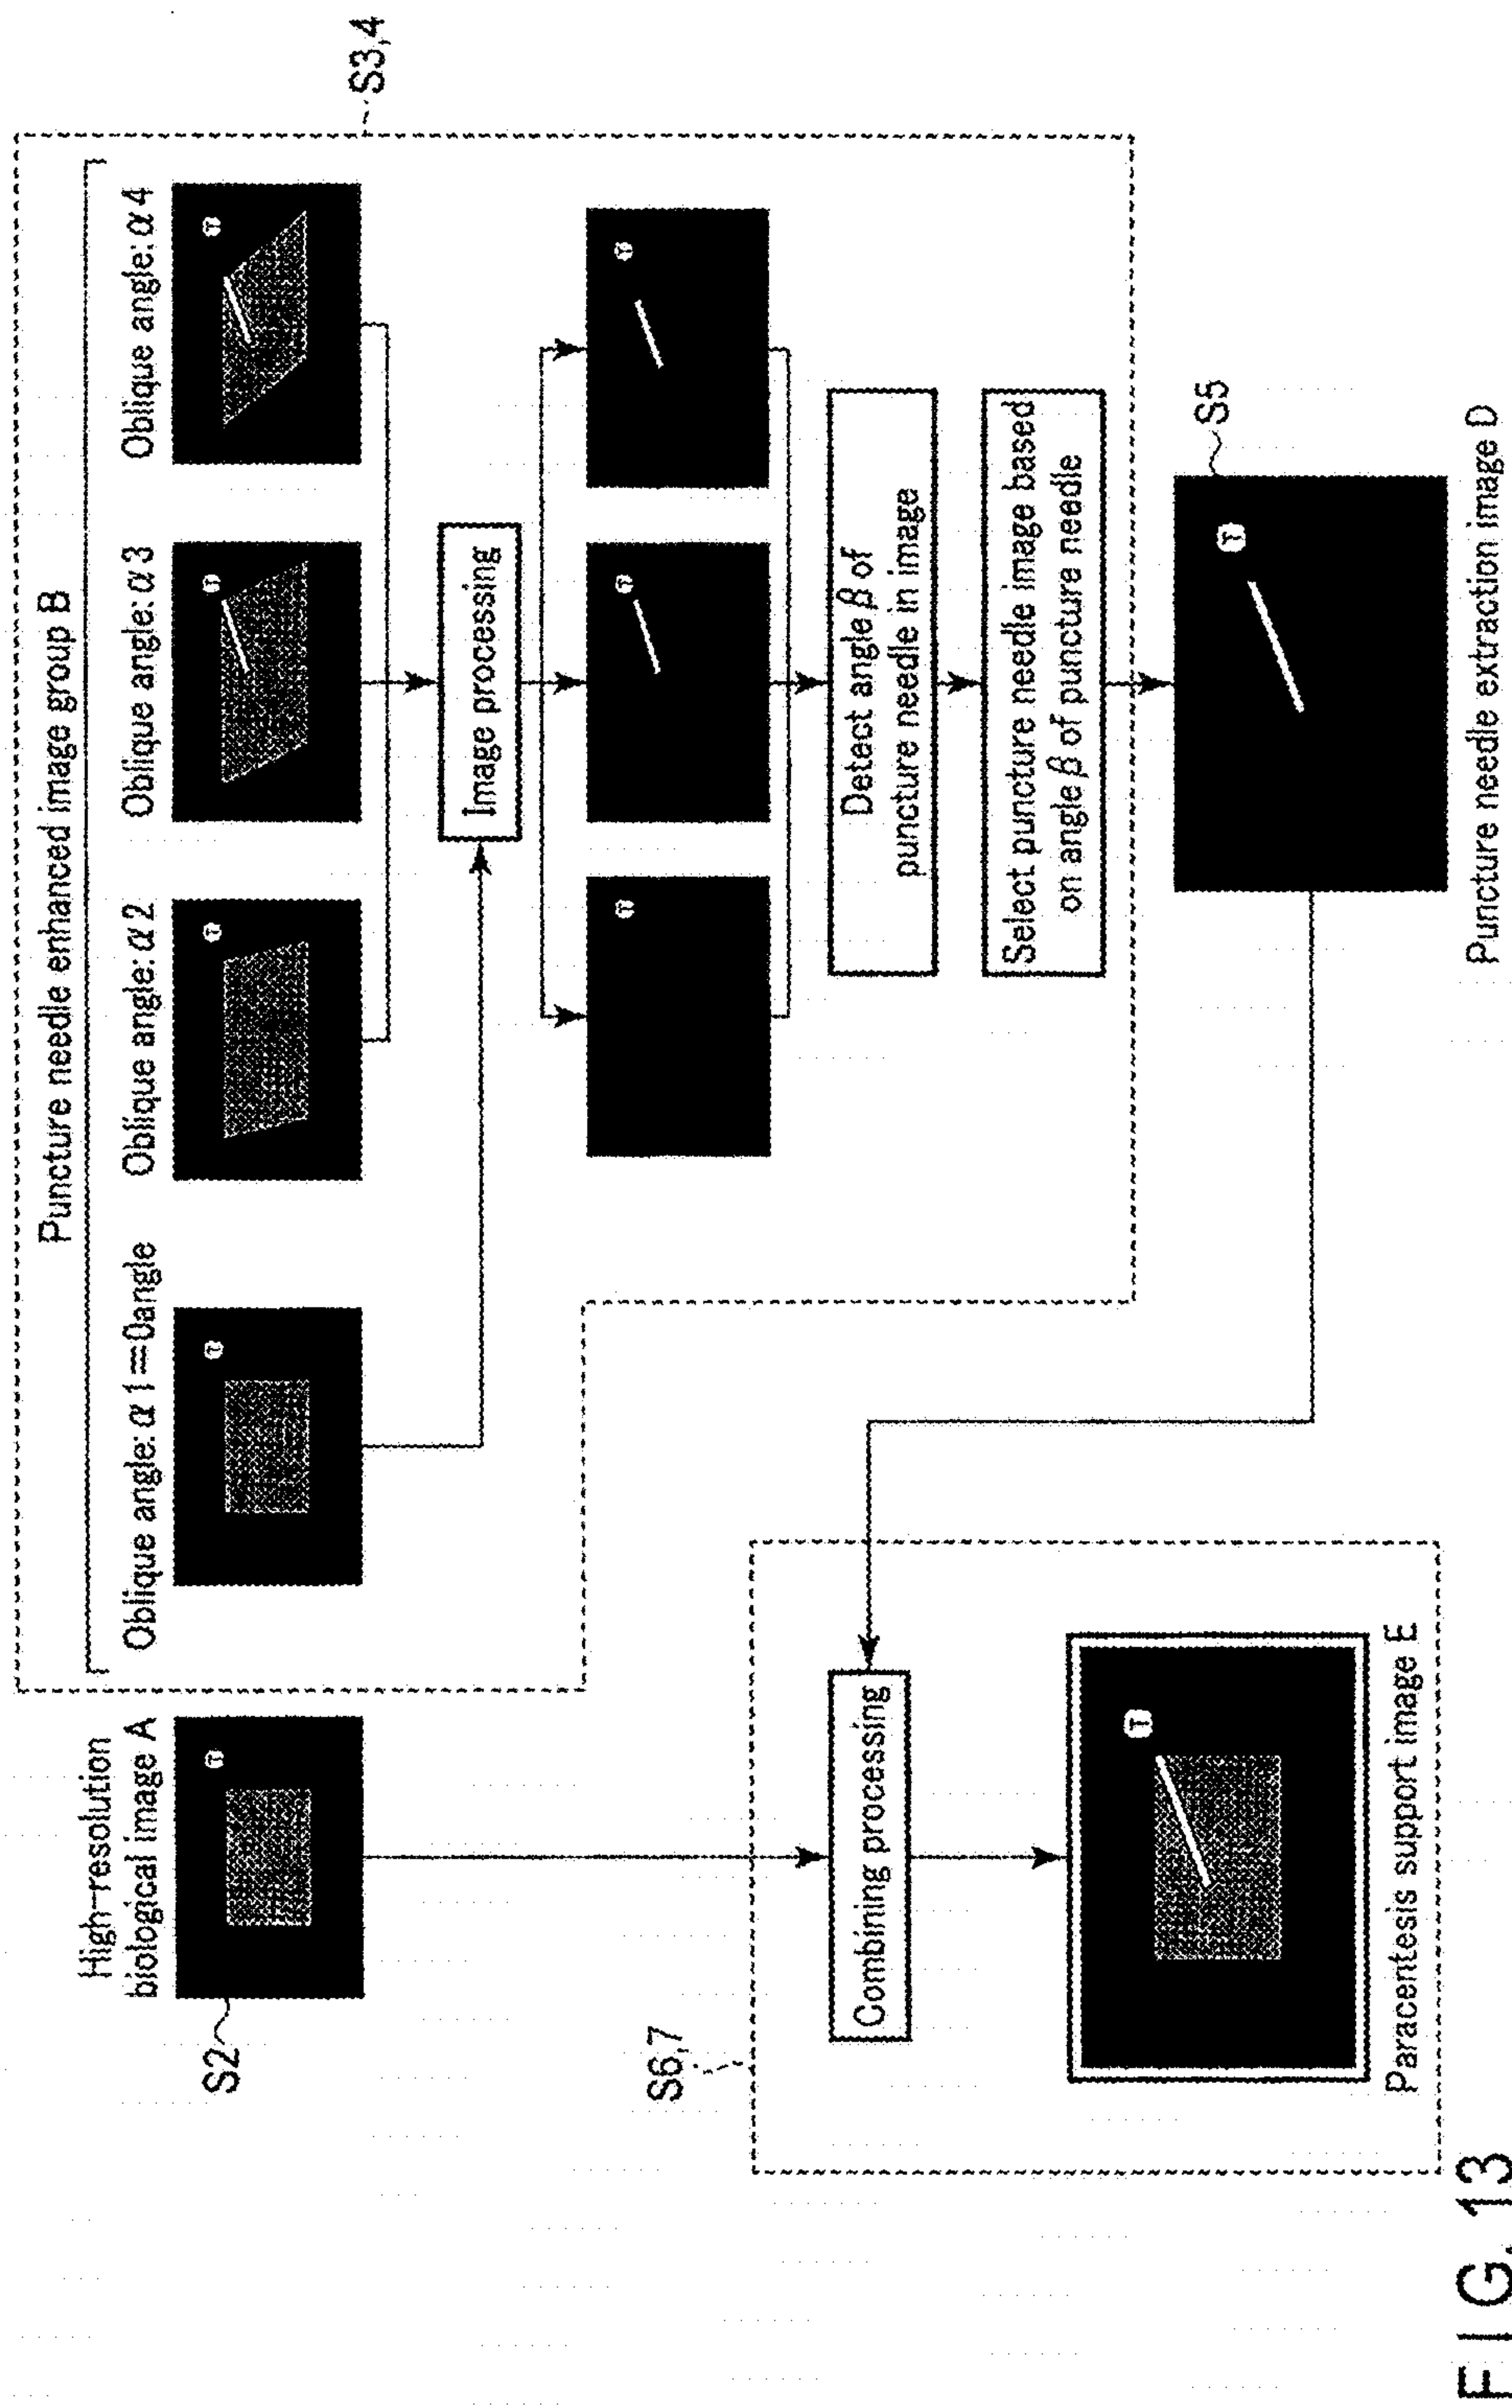 Puncture needle enhanced image group B
High-resolution
biological image A
Oblique angle: α1=0angle
Oblique angle: α2
Oblique angle: α3
Oblique angle: α4
S2
S3,4
T
T
T
T
T
Image processing
T
T
T
Detect angle β of
puncture needle in image
Select puncture needle image based
on angle β of puncture needle
S6,7
Combining processing
S5
T
T
Paracentesis support image E
Puncture needle extraction image D
FIG. 13